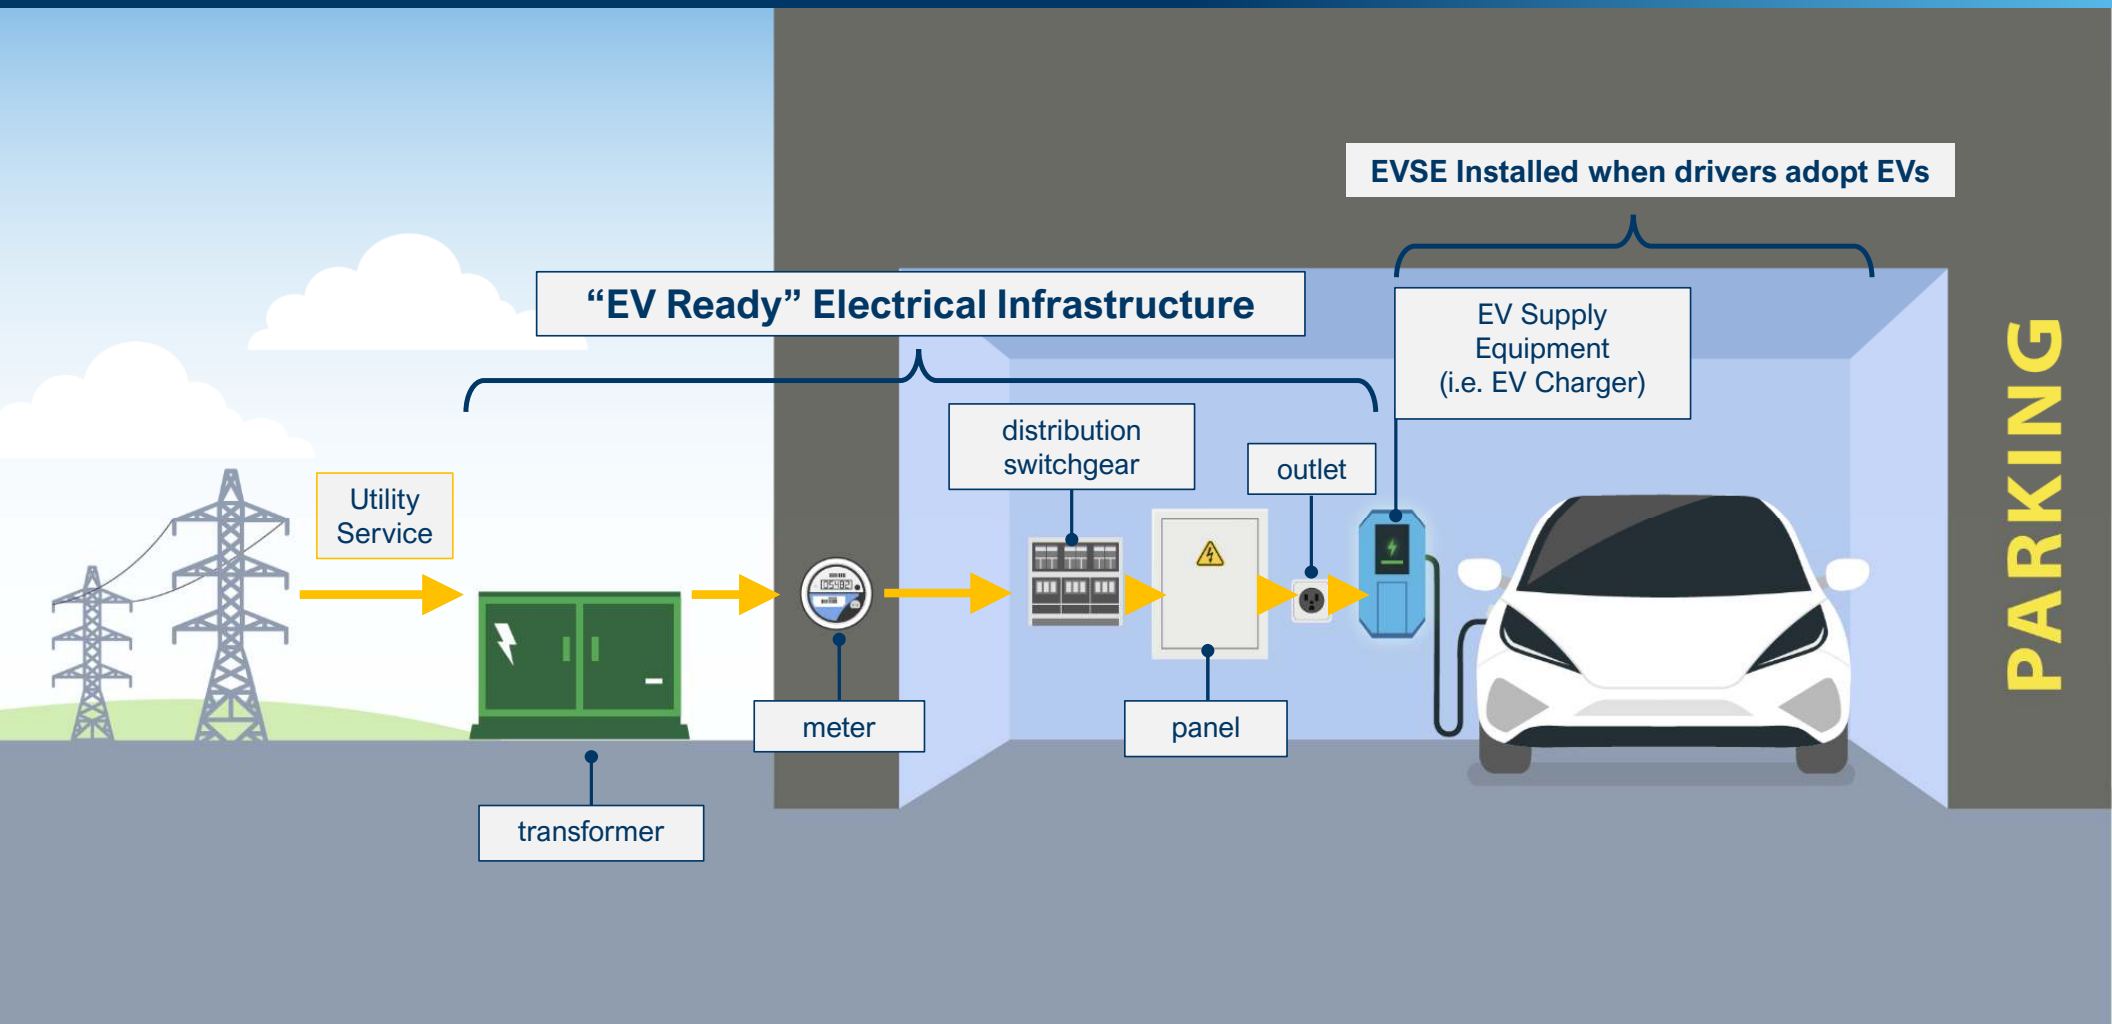 EVSE Installed when drivers adopt EVs
“EV Ready” Electrical Infrastructure
EV Supply
Equipment
(i.e. EV Charger)
distribution
switchgear
outlet
Utility
Service
05482
meter
panel
transformer
PARKING